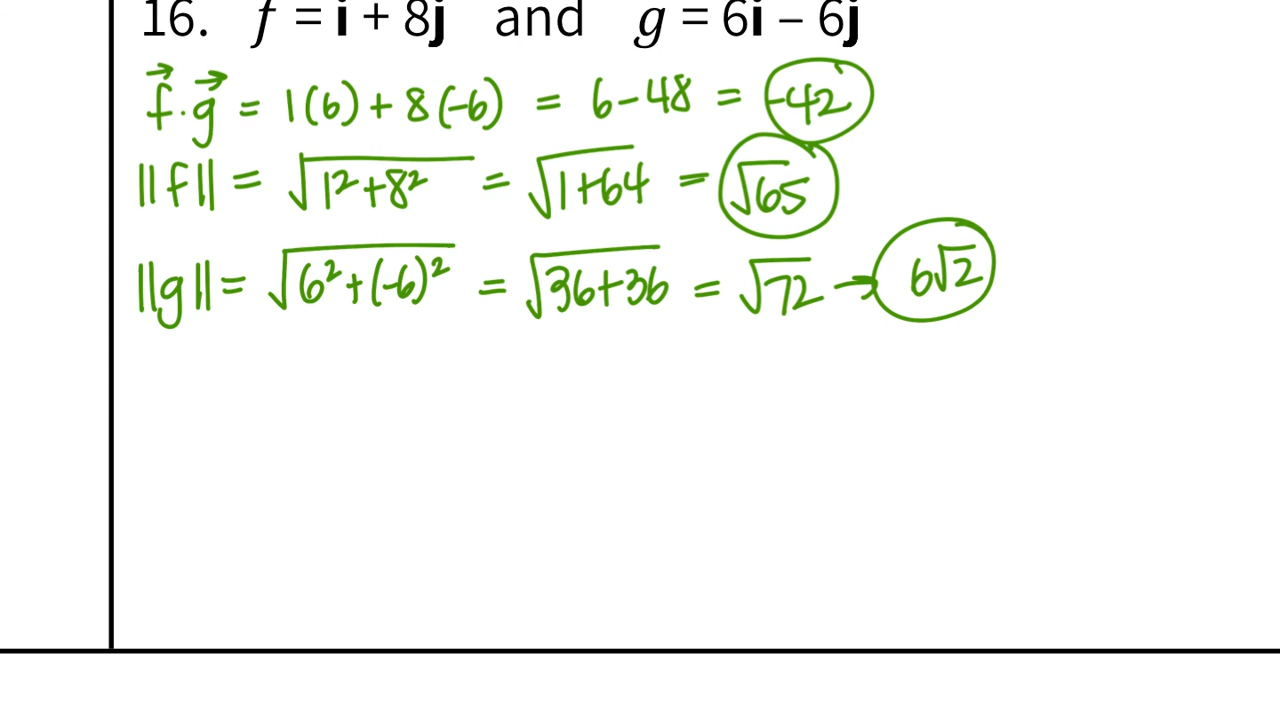 16. f = i + 8j and g = 6i – 6j
f⃗·g⃗ = 1(6) + 8(-6) = 6-48 = -42
||f|| = √(1²+8²) = √(1+64) = √65
||g|| = √(6²+(-6)²) = √(36+36) = √72 → 6√2